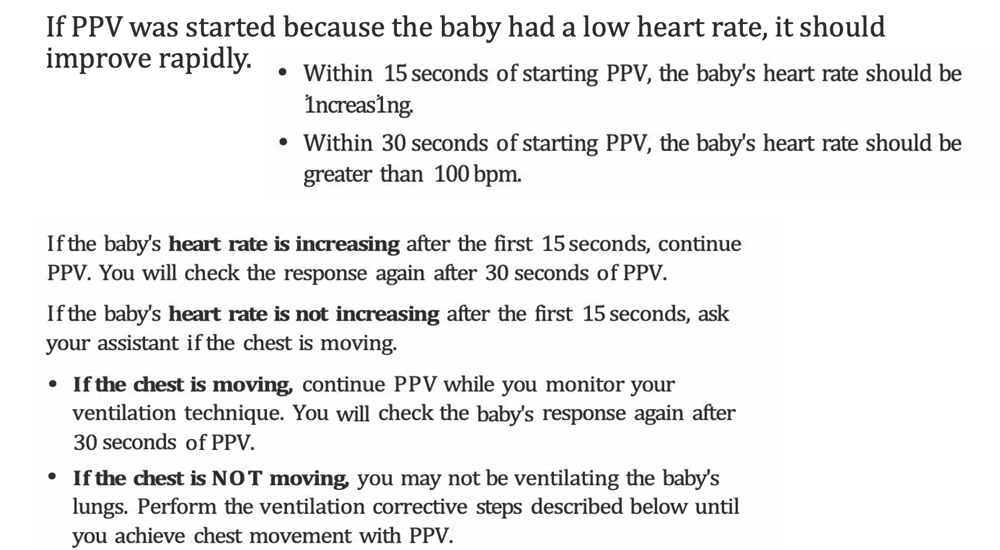 If PPV was started because the baby had a low heart rate, it should
improve rapidly.
• Within 15 seconds of starting PPV, the baby's heart rate should be
increasing.
• Within 30 seconds of starting PPV, the baby's heart rate should be
greater than 100 bpm.
If the baby's heart rate is increasing after the first 15 seconds, continue
PPV. You will check the response again after 30 seconds of PPV.
If the baby's heart rate is not increasing after the first 15 seconds, ask
your assistant if the chest is moving.
• If the chest is moving, continue PPV while you monitor your
ventilation technique. You will check the baby's response again after
30 seconds of PPV.
• If the chest is NOT moving, you may not be ventilating the baby's
lungs. Perform the ventilation corrective steps described below until
you achieve chest movement with PPV.